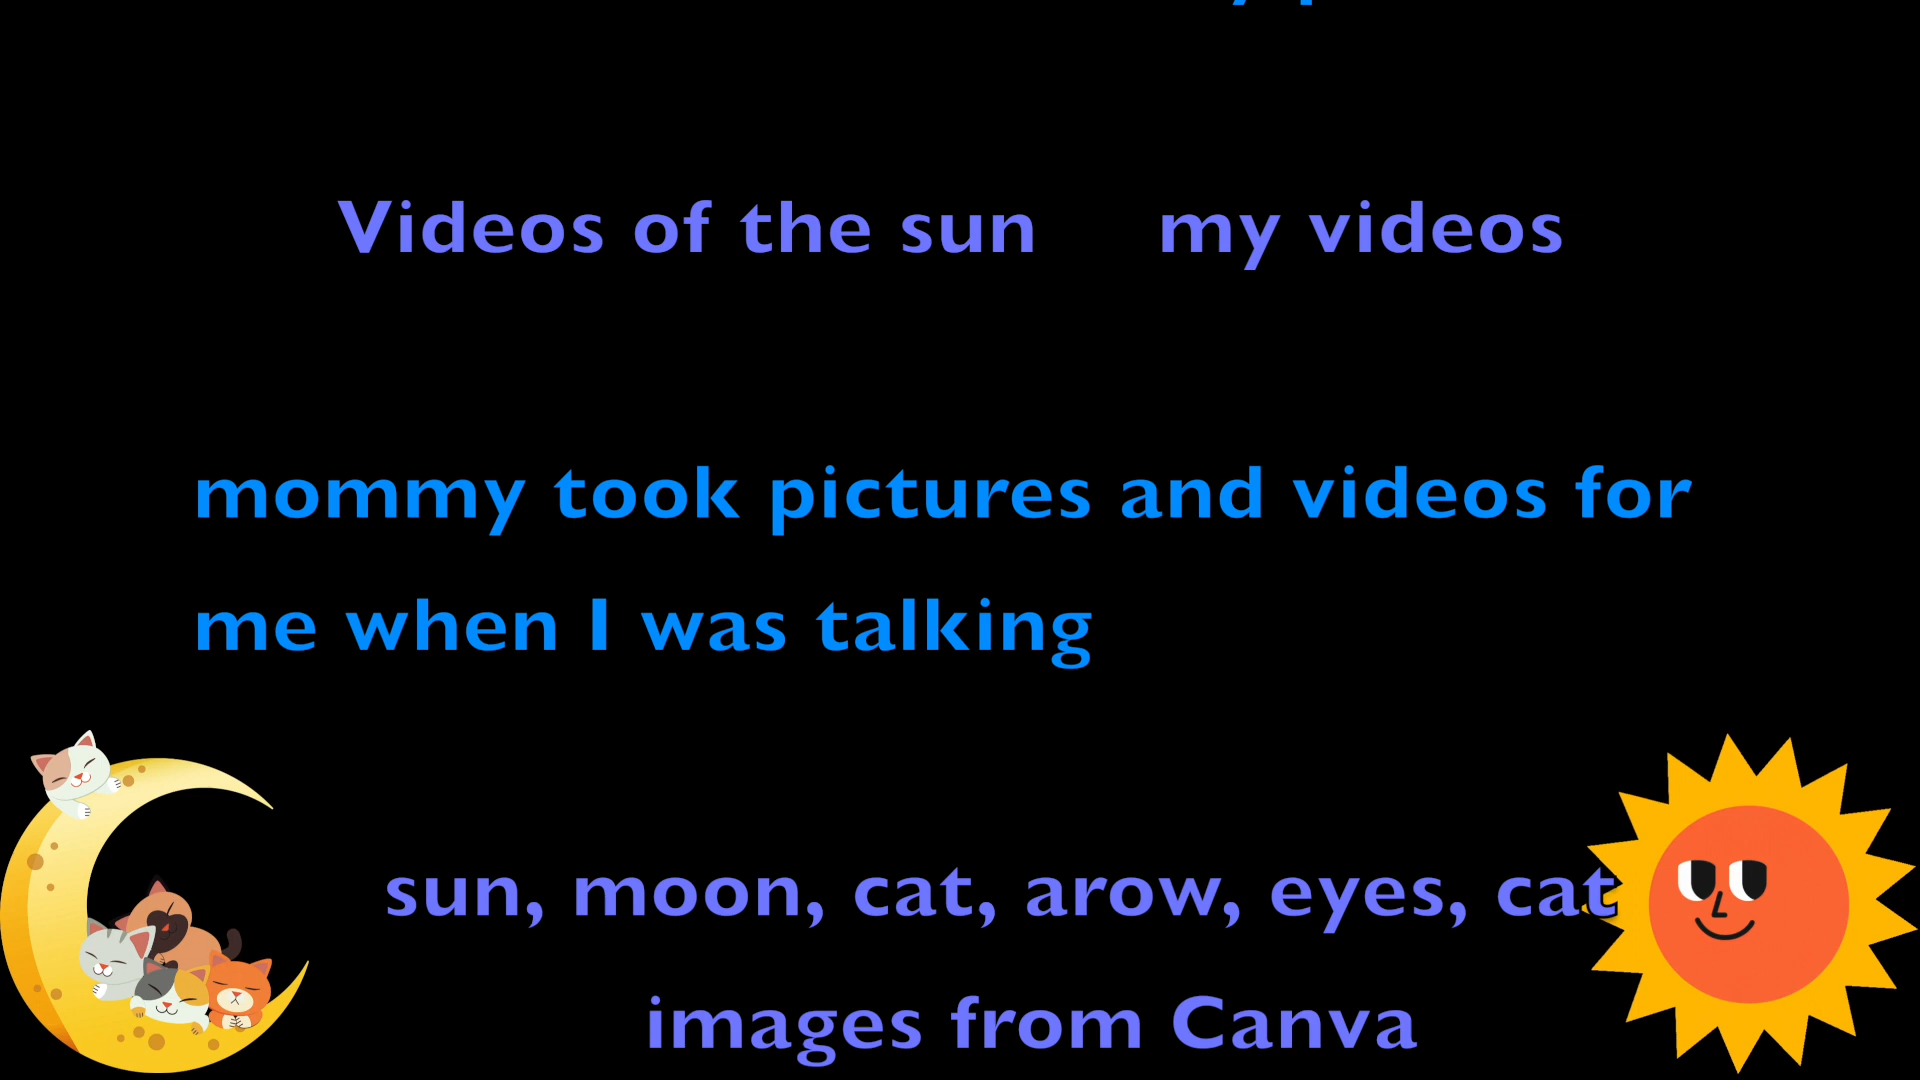 Videos of the sun my videos
mommy took pictures and videos for
me when I was talking
sun, moon, cat, arow, eyes, cat
images from Canva